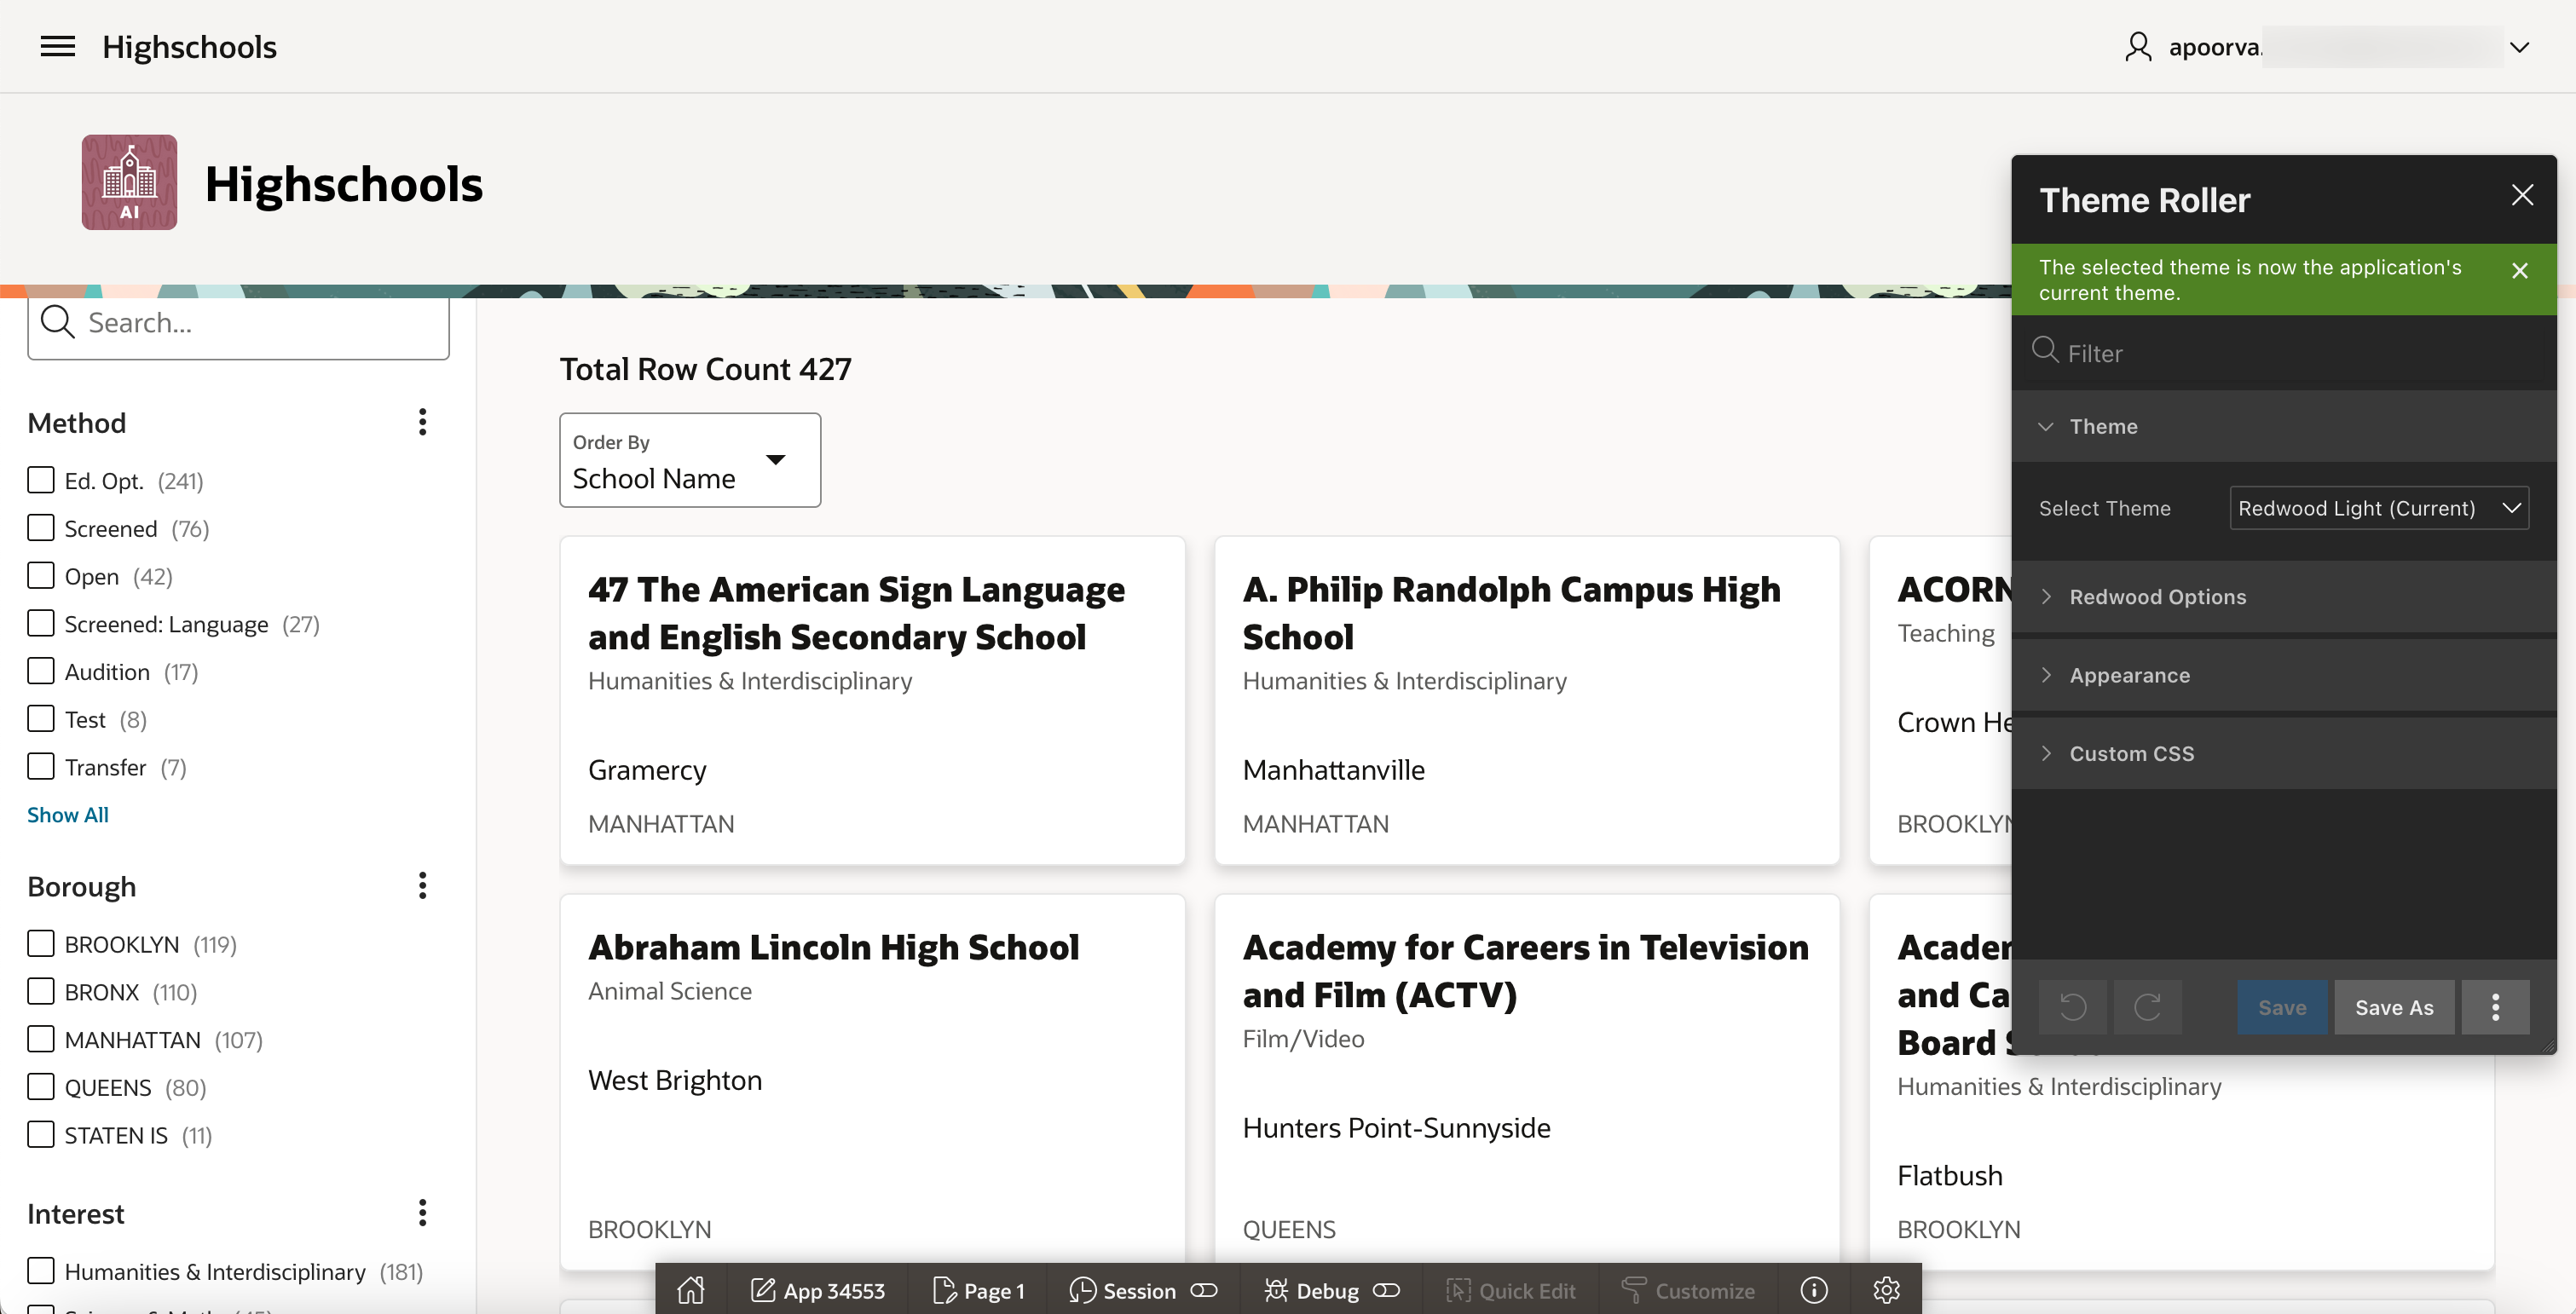 Highschools
apoorva.
AI
Highschools
Search...
Method
Ed. Opt. (241)
Screened (76)
Open (42)
Screened: Language (27)
Audition (17)
Test (8)
Transfer (7)
Show All
Borough
BROOKLYN (119)
BRONX (110)
MANHATTAN (107)
QUEENS (80)
STATEN IS (11)
Interest
Humanities & Interdisciplinary (181)
Total Row Count 427
Order By
School Name
47 The American Sign Language
and English Secondary School
Humanities & Interdisciplinary
Gramercy
MANHATTAN
A. Philip Randolph Campus High
School
Humanities & Interdisciplinary
Manhattanville
MANHATTAN
ACORN
Teaching
Crown He
BROOKLYN
Abraham Lincoln High School
Animal Science
West Brighton
BROOKLYN
Academy for Careers in Television
and Film (ACTV)
Film/Video
Hunters Point-Sunnyside
QUEENS
Acader
and Ca
Board
Humanities & Interdisciplinary
Flatbush
BROOKLYN
Theme Roller
The selected theme is now the application's
current theme.
Filter
Theme
Select Theme Redwood Light (Current)
Redwood Options
Appearance
Custom CSS
Save Save As
App 34553 Page 1 Session Debug Quick Edit Customize